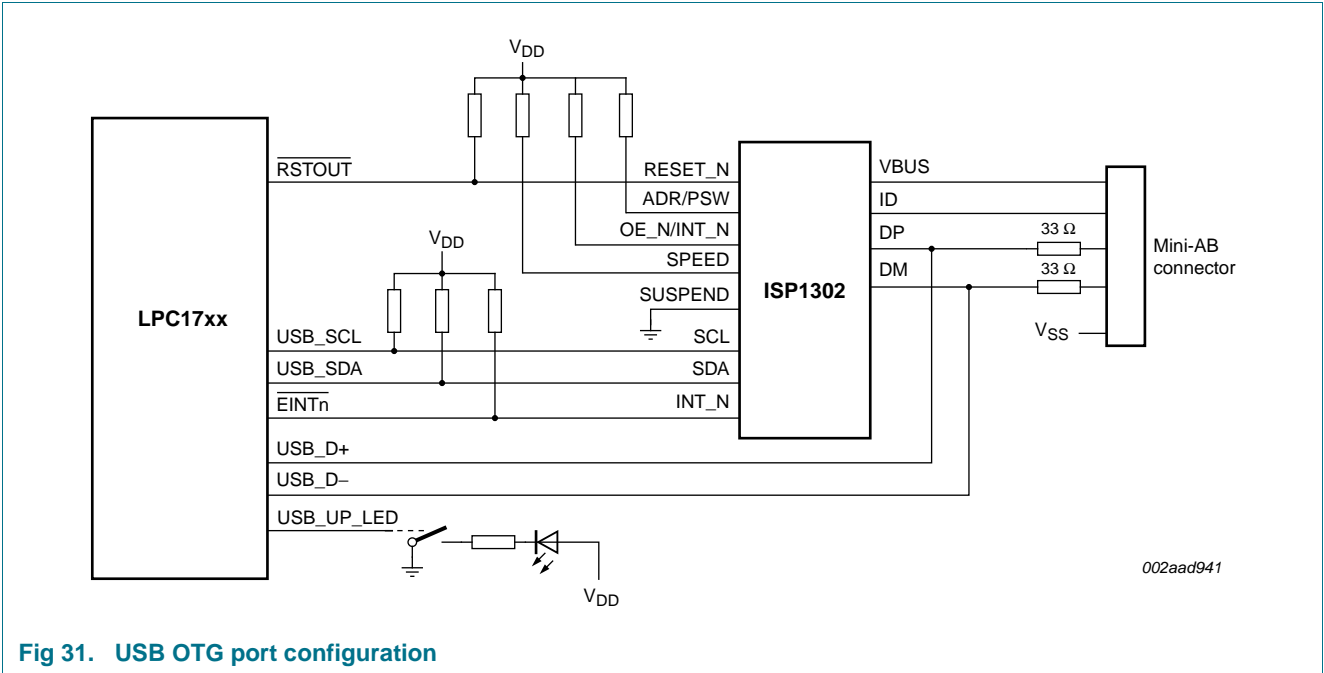 VDD
RSTOUT
RESET_N
ADR/PSW
OE_N/INT_N
SPEED
SUSPEND
VDD
LPC17xx
ISP1302
VBUS
ID
DP
33 Ω
DM
33 Ω
Mini-AB
connector
VSS
USB_SCL
SCL
USB_SDA
SDA
EINTn
INT_N
USB_D+
USB_D−
USB_UP_LED
VDD
002aad941
Fig 31. USB OTG port configuration